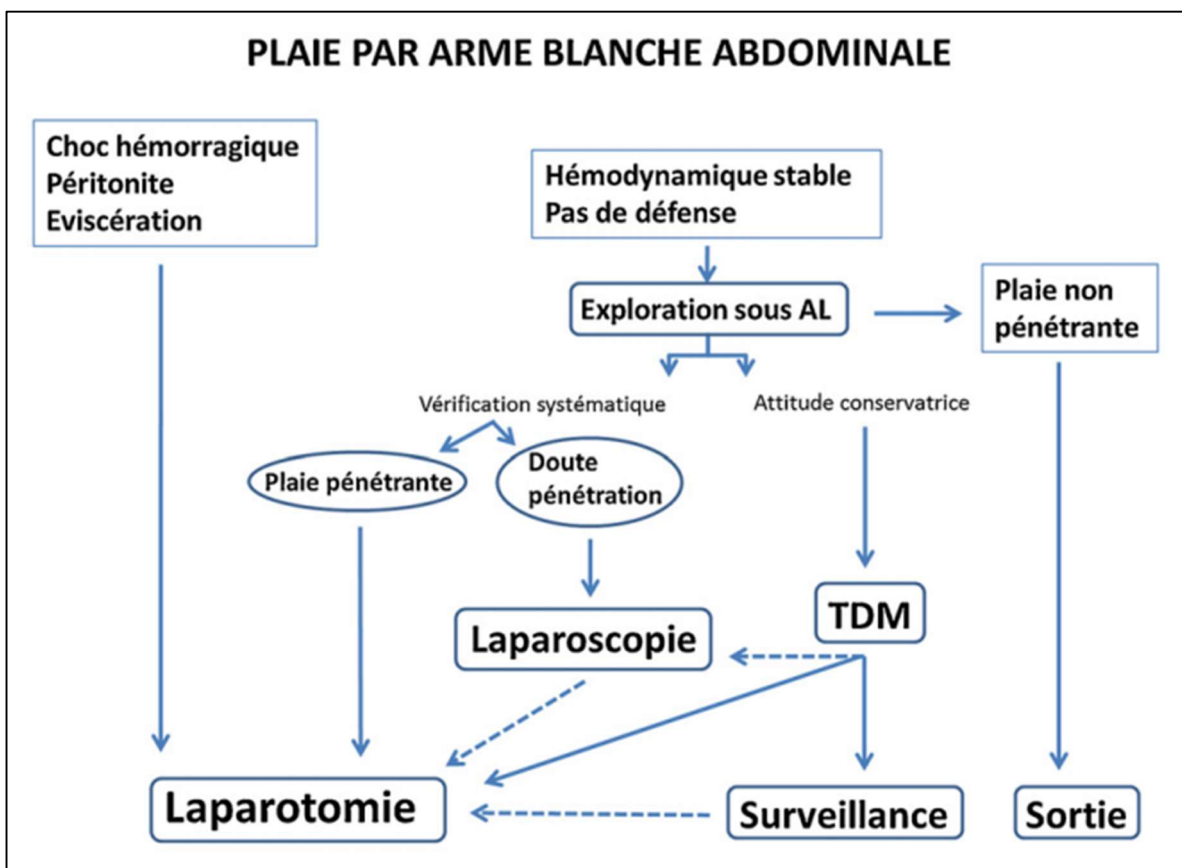 PLAIE PAR ARME BLANCHE ABDOMINALE
Choc hémorragique
Péritonite
Eviscération
Hémodynamique stable
Pas de défense
Exploration sous AL
Plaie non
pénétrante
Vérification systématique
Attitude conservatrice
Plaie pénétrante
Doute
pénétration
TDM
Laparoscopie
Laparotomie
Surveillance
Sortie